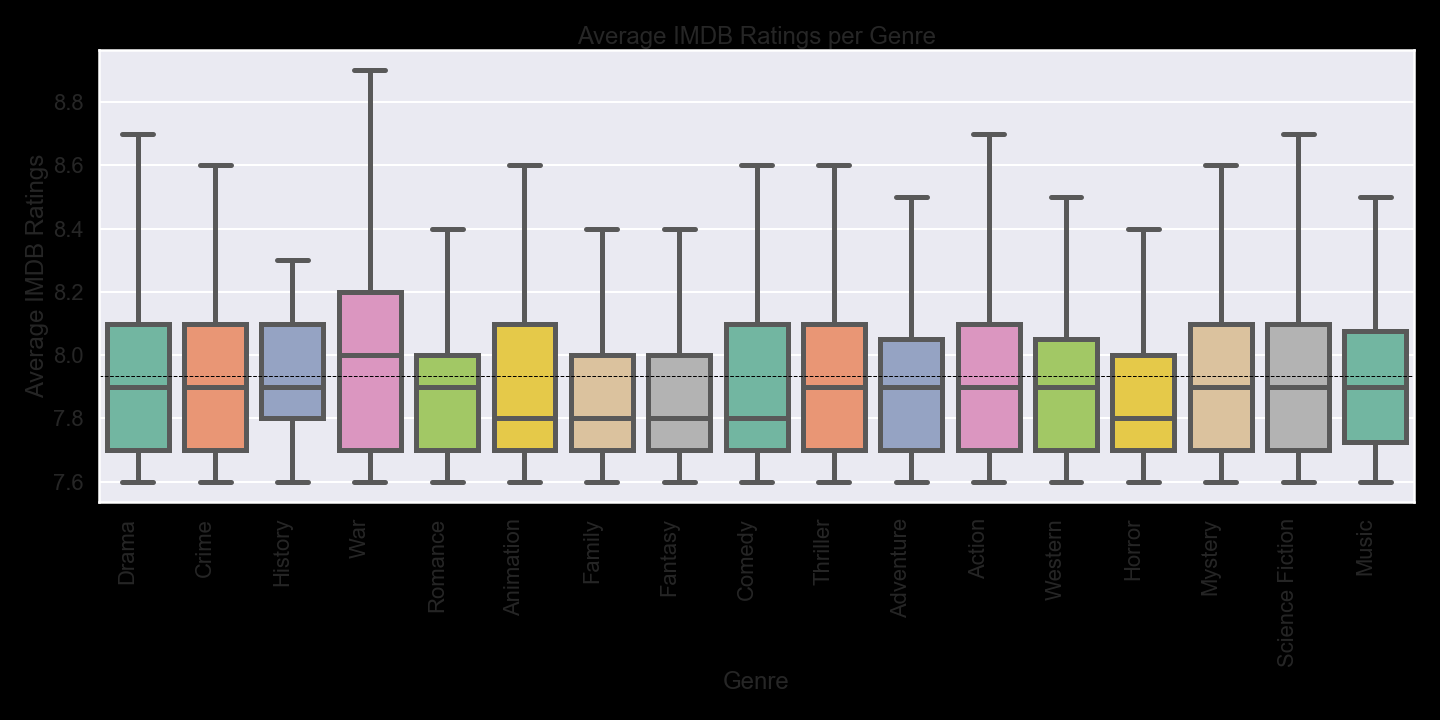 Average IMDB Ratings per Genre
Average IMDB Ratings
8.8
8.6
8.4
8.2
8.0
7.8
7.6
Drama
Crime
History
War
Romance
Animation
Family
Fantasy
Comedy
Thriller
Adventure
Action
Western
Horror
Mystery
Science Fiction
Music
Genre